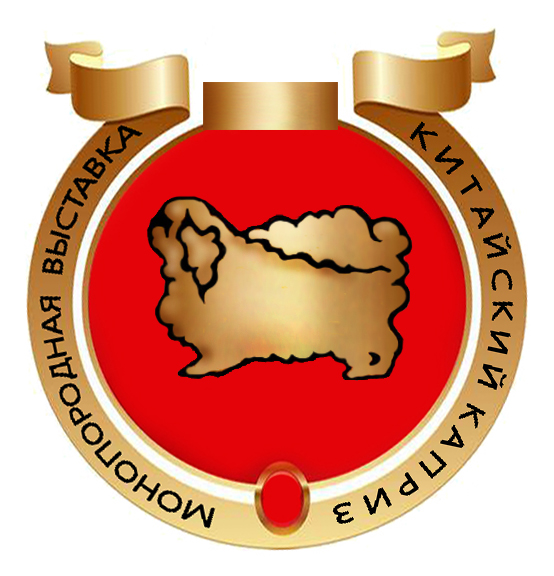 МОНОПОРОДНАЯ ВЫСТАВКА
КИТАЙСКИЙ КАПРИЗ